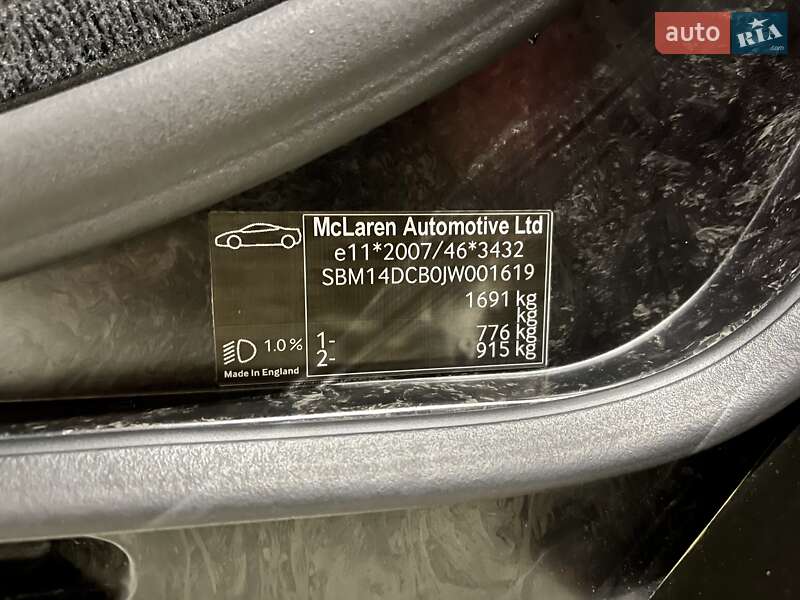 auto RIA .com
McLaren Automotive Ltd
e11*2007/46*3432
SBM14DCB0JW001619
1691 kg
kg
1- 776 kg
2- 915 kg
1.0%
Made In England